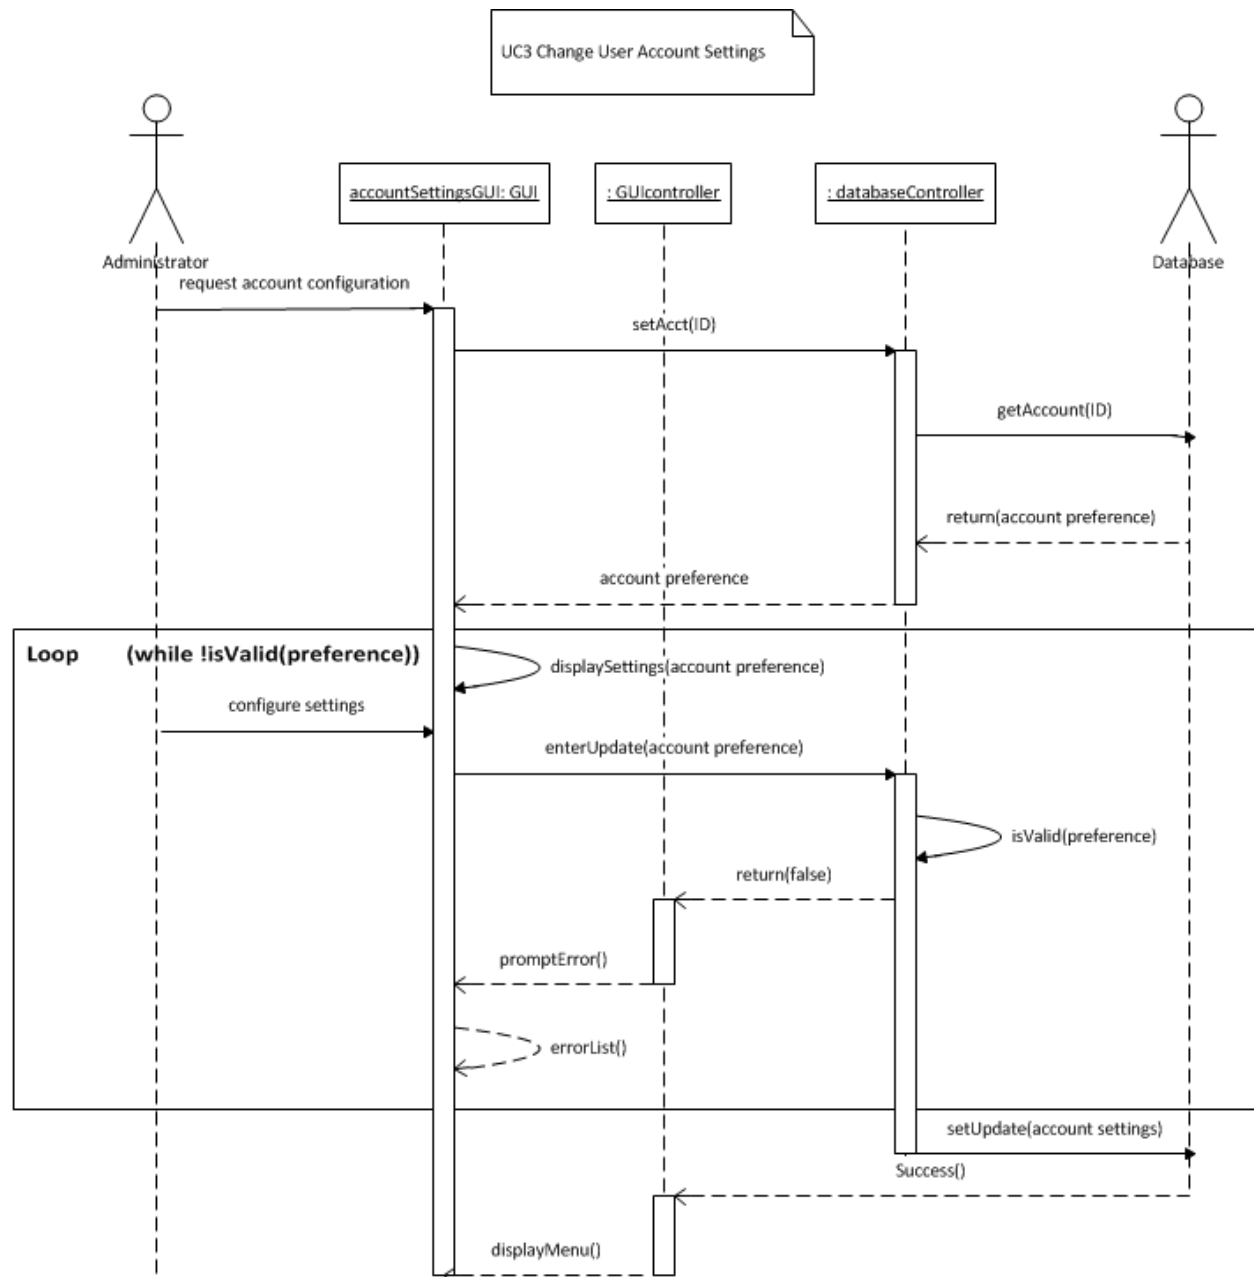 UC3 Change User Account Settings
accountSettingsGUI: GUI
: GUIcontroller
: databaseController
Administrator
Database
request account configuration
setAcct(ID)
getAccount(ID)
return(account preference)
account preference
Loop (while !isValid(preference))
displaySettings(account preference)
configure settings
enterUpdate(account preference)
isValid(preference)
return(false)
promptError()
errorList()
setUpdate(account settings)
Success()
displayMenu()